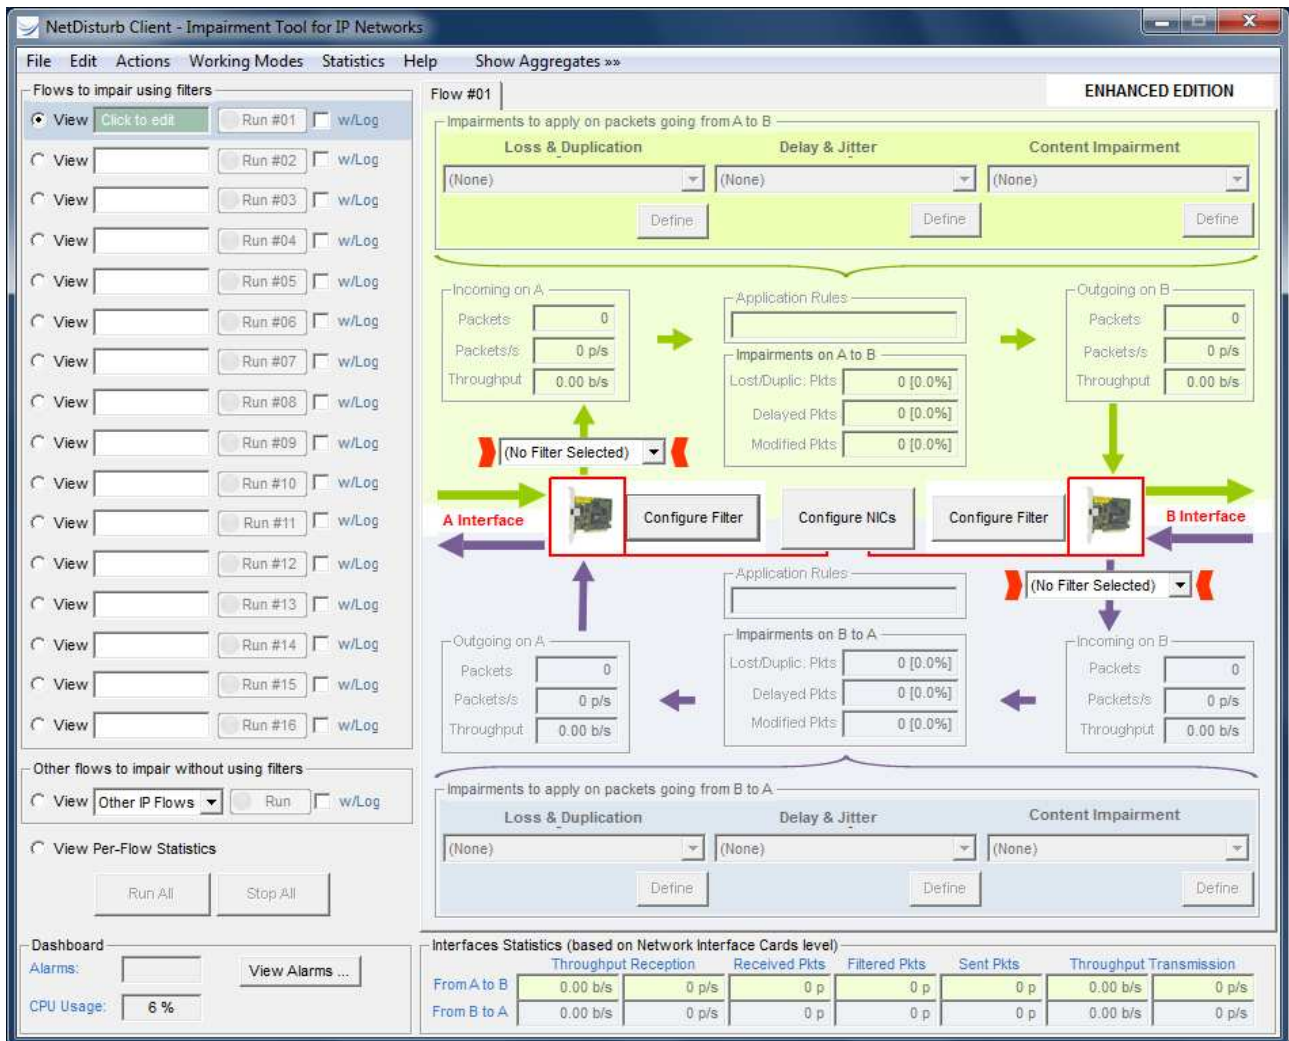 NetDisturb Client - Impairment Tool for IP Networks
File Edit Actions Working Modes Statistics Help Show Aggregates »»
Flows to impair using filters
View Click to edit Run #01 w/Log
View Run #02 w/Log
View Run #03 w/Log
View Run #04 w/Log
View Run #05 w/Log
View Run #06 w/Log
View Run #07 w/Log
View Run #08 w/Log
View Run #09 w/Log
View Run #10 w/Log
View Run #11 w/Log
View Run #12 w/Log
View Run #13 w/Log
View Run #14 w/Log
View Run #15 w/Log
View Run #16 w/Log
Other flows to impair without using filters
View Other IP Flows Run w/Log
View Per-Flow Statistics
Run All Stop All
Dashboard
Alarms: View Alarms ...
CPU Usage: 6 %
Flow #01 ENHANCED EDITION
Impairments to apply on packets going from A to B
Loss & Duplication Delay & Jitter Content Impairment
(None) (None) (None)
Define Define Define
Incoming on A
Packets 0
Packets/s 0 p/s
Throughput 0.00 b/s
Application Rules
Impairments on A to B
Lost/Duplic. Pkts 0 [0.0%]
Delayed Pkts 0 [0.0%]
Modified Pkts 0 [0.0%]
Outgoing on B
Packets 0
Packets/s 0 p/s
Throughput 0.00 b/s
(No Filter Selected)
A Interface Configure Filter Configure NICs Configure Filter B Interface
(No Filter Selected)
Outgoing on A
Packets 0
Packets/s 0 p/s
Throughput 0.00 b/s
Application Rules
Impairments on B to A
Lost/Duplic. Pkts 0 [0.0%]
Delayed Pkts 0 [0.0%]
Modified Pkts 0 [0.0%]
Incoming on B
Packets 0
Packets/s 0 p/s
Throughput 0.00 b/s
Impairments to apply on packets going from B to A
Loss & Duplication Delay & Jitter Content Impairment
(None) (None) (None)
Define Define Define
Interfaces Statistics (based on Network Interface Cards level)
Throughput Reception Received Pkts Filtered Pkts Sent Pkts Throughput Transmission
From A to B 0.00 b/s 0 p/s 0 p 0 p 0 p 0.00 b/s 0 p/s
From B to A 0.00 b/s 0 p/s 0 p 0 p 0 p 0.00 b/s 0 p/s